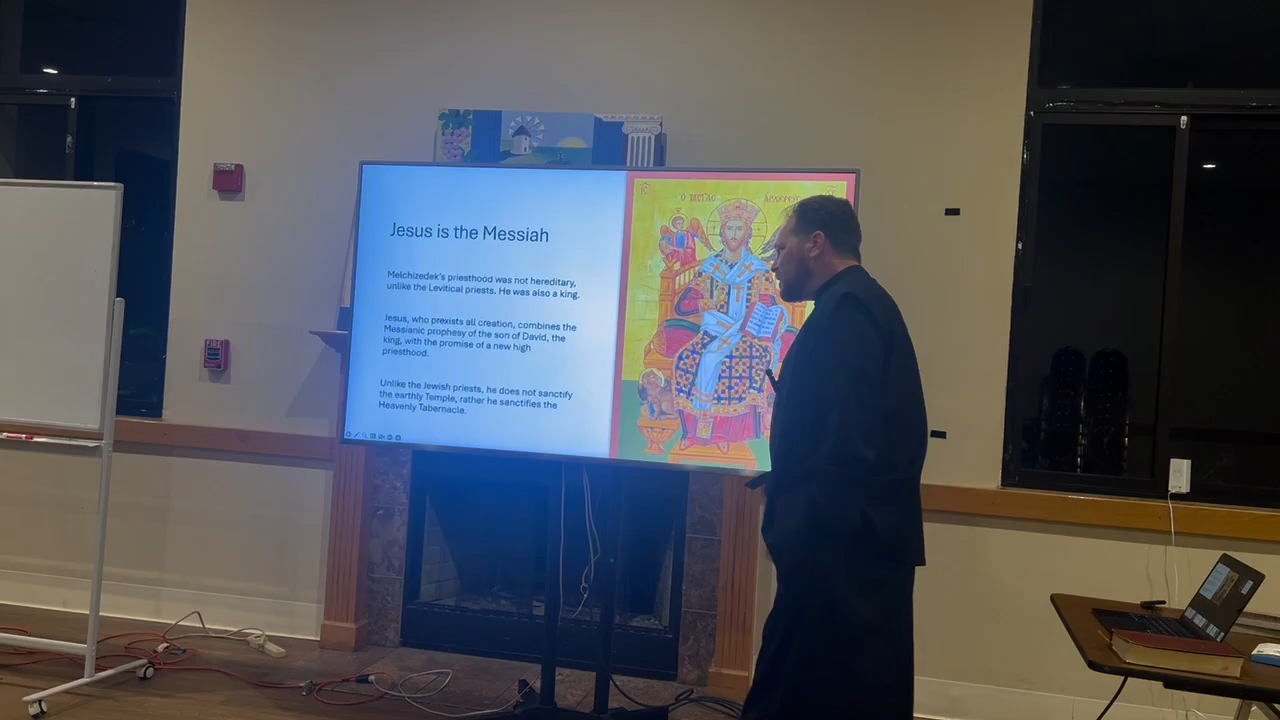 Jesus is the Messiah
Melchizedek's priesthood was not hereditary,
unlike the Levitical priests. He was also a king.
Jesus, who prexists all creation, combines the
Messianic prophesy of the son of David, the
king, with the promise of a new high
priesthood.
Unlike the Jewish priests, he does not sanctify
the earthly Temple, rather he sanctifies the
Heavenly Tabernacle.
FIRE